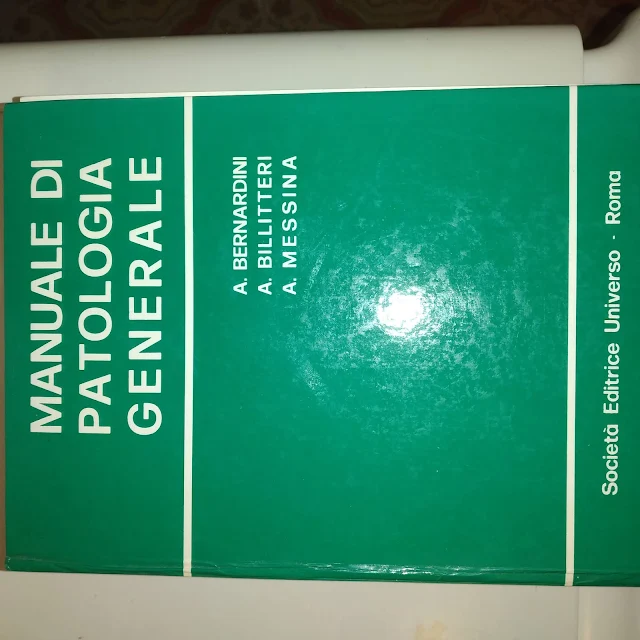 MANUALE DI
PATOLOGIA
GENERALE
A. BERNARDINI
A. BILLITTERI
A. MESSINA
Società Editrice Universo - Roma